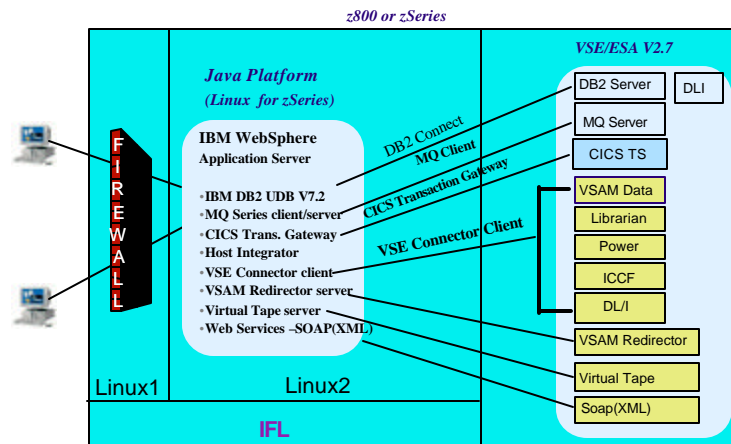 z800 or zSeries
VSE/ESA V2.7
Java Platform
(Linux for zSeries)
FIREWALL
IBM WebSphere
Application Server
•IBM DB2 UDB V7.2
•MQ Series client/server
•CICS Trans. Gateway
•Host Integrator
•VSE Connector client
•VSAM Redirector server
•Virtual Tape server
•Web Services –SOAP(XML)
DB2 Connect
MQ Client
CICS Transaction Gateway
VSE Connector Client
DB2 Server
DLI
MQ Server
CICS TS
VSAM Data
Librarian
Power
ICCF
DL/I
VSAM Redirector
Virtual Tape
Soap(XML)
Linux1
Linux2
IFL